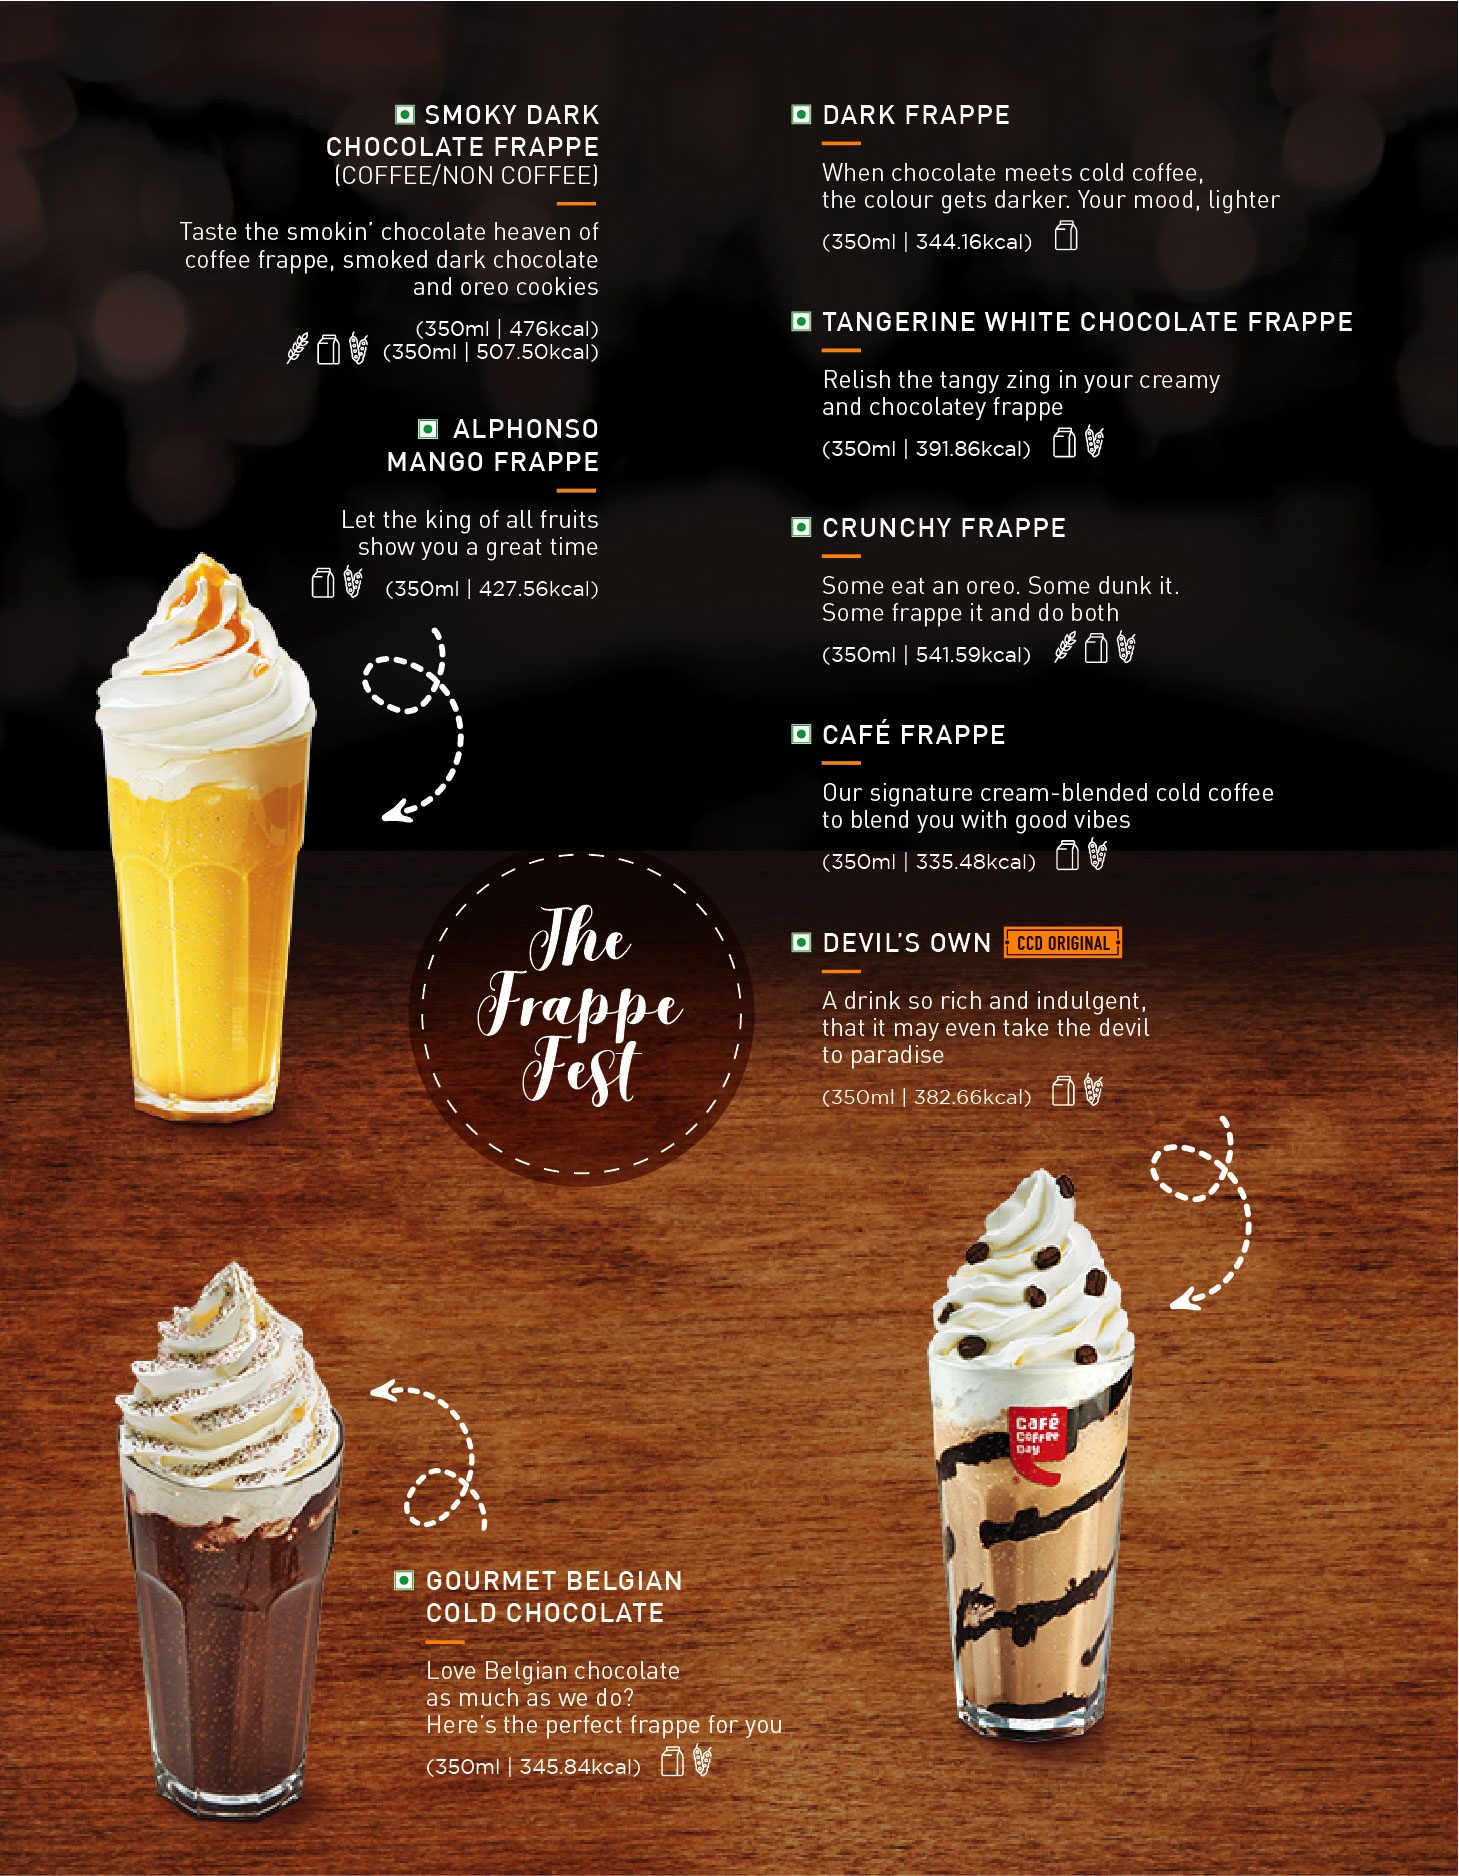 SMOKY DARK
CHOCOLATE FRAPPE
(COFFEE/NON COFFEE)
Taste the smokin’ chocolate heaven of
coffee frappe, smoked dark chocolate
and oreo cookies
(350ml | 476kcal)
(350ml | 507.50kcal)
ALPHONSO
MANGO FRAPPE
Let the king of all fruits
show you a great time
(350ml | 427.56kcal)
DARK FRAPPE
When chocolate meets cold coffee,
the colour gets darker. Your mood, lighter
(350ml | 344.16kcal)
TANGERINE WHITE CHOCOLATE FRAPPE
Relish the tangy zing in your creamy
and chocolatey frappe
(350ml | 391.86kcal)
CRUNCHY FRAPPE
Some eat an oreo. Some dunk it.
Some frappe it and do both
(350ml | 541.59kcal)
CAFÉ FRAPPE
Our signature cream-blended cold coffee
to blend you with good vibes
(350ml | 335.48kcal)
DEVIL’S OWN CCD ORIGINAL
A drink so rich and indulgent,
that it may even take the devil
to paradise
(350ml | 382.66kcal)
The
Frappe
Fest
Café
Coffee
Day
GOURMET BELGIAN
COLD CHOCOLATE
Love Belgian chocolate
as much as we do?
Here’s the perfect frappe for you
(350ml | 345.84kcal)